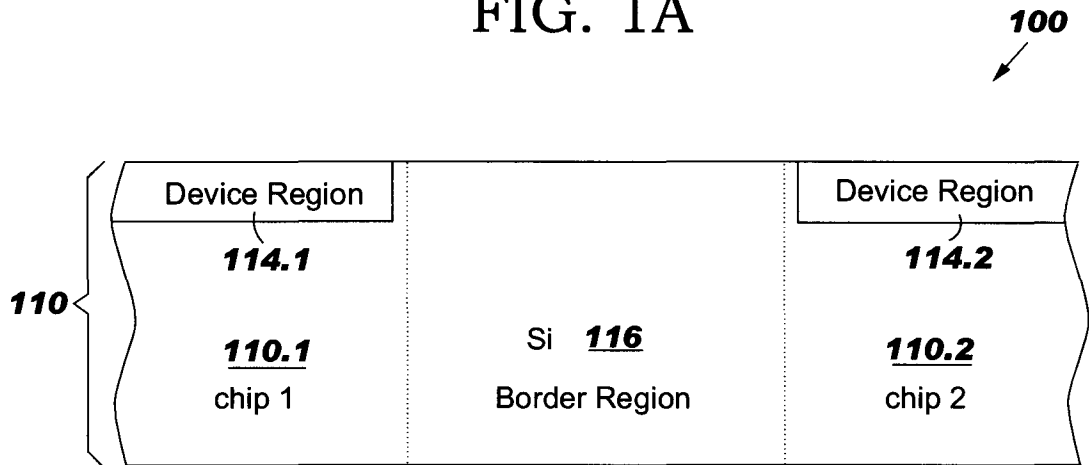 FIG. 1A
100
Device Region
Device Region
114.1
114.2
110
110.1
Si 116
110.2
chip 1
Border Region
chip 2